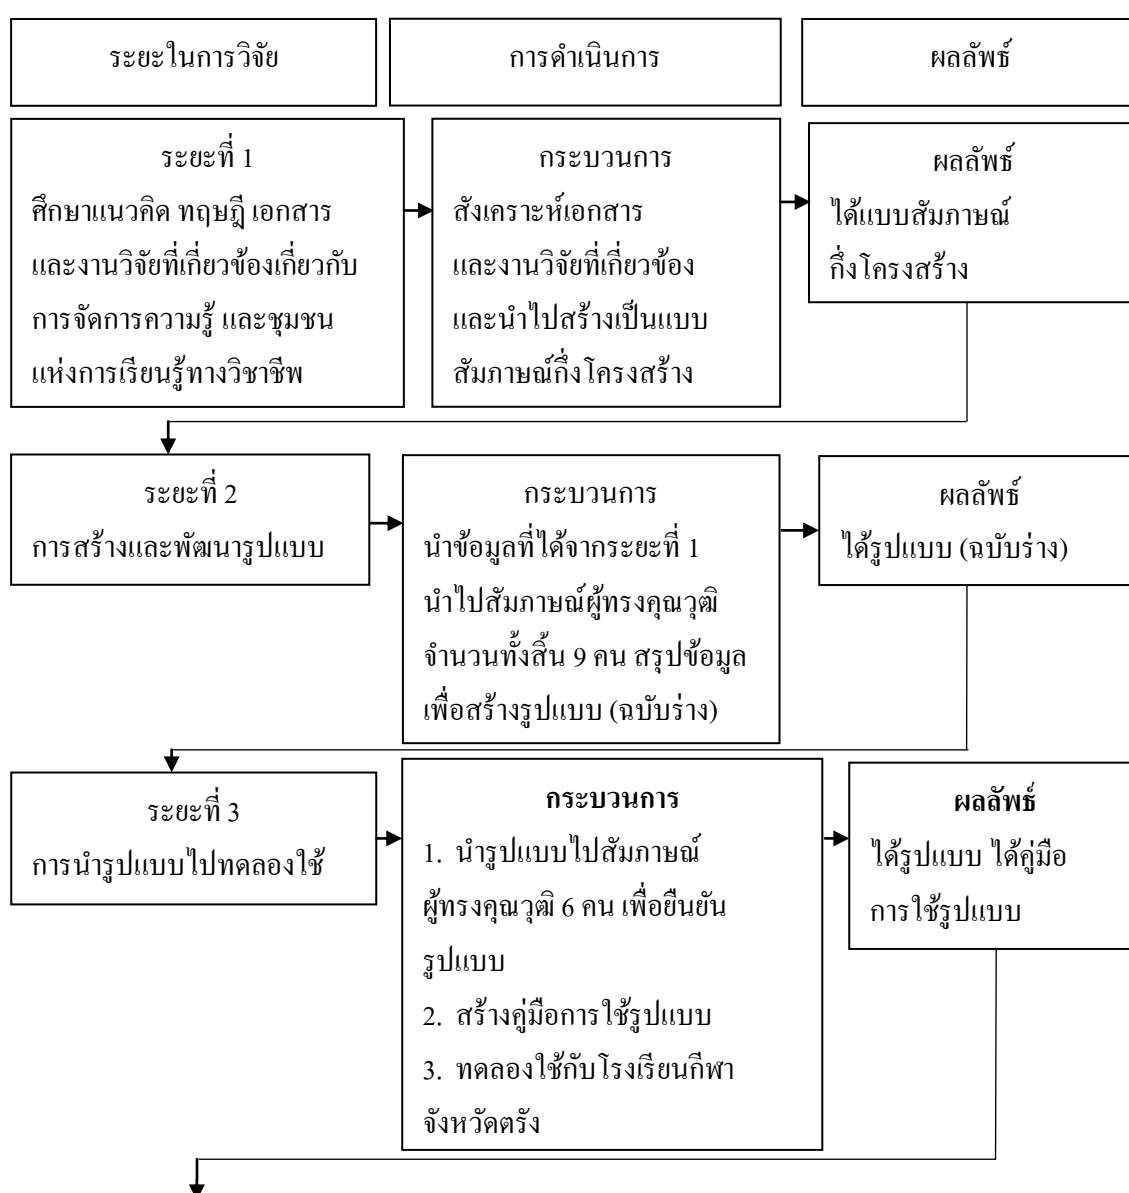 ระยะในการวิจัย
การดำเนินการ
ผลลัพธ์
ระยะที่ 1
ศึกษาแนวคิด ทฤษฎี เอกสาร
และงานวิจัยที่เกี่ยวข้องเกี่ยวกับ
การจัดการความรู้ และชุมชน
แห่งการเรียนรู้ทางวิชาชีพ
กระบวนการ
สังเคราะห์เอกสาร
และงานวิจัยที่เกี่ยวข้อง
และนำไปสร้างเป็นแบบ
สัมภาษณ์กึ่งโครงสร้าง
ผลลัพธ์
ได้แบบสัมภาษณ์
กึ่งโครงสร้าง
ระยะที่ 2
การสร้างและพัฒนารูปแบบ
กระบวนการ
นำข้อมูลที่ได้จากระยะที่ 1
นำไปสัมภาษณ์ผู้ทรงคุณวุฒิ
จำนวนทั้งสิ้น 9 คน สรุปข้อมูล
เพื่อสร้างรูปแบบ (ฉบับร่าง)
ผลลัพธ์
ได้รูปแบบ (ฉบับร่าง)
ระยะที่ 3
การนำรูปแบบไปทดลองใช้
กระบวนการ
1. นำรูปแบบไปสัมภาษณ์
ผู้ทรงคุณวุฒิ 6 คน เพื่อยืนยัน
รูปแบบ
2. สร้างคู่มือการใช้รูปแบบ
3. ทดลองใช้กับโรงเรียนกีฬา
จังหวัดตรัง
ผลลัพธ์
ได้รูปแบบ ได้คู่มือ
การใช้รูปแบบ